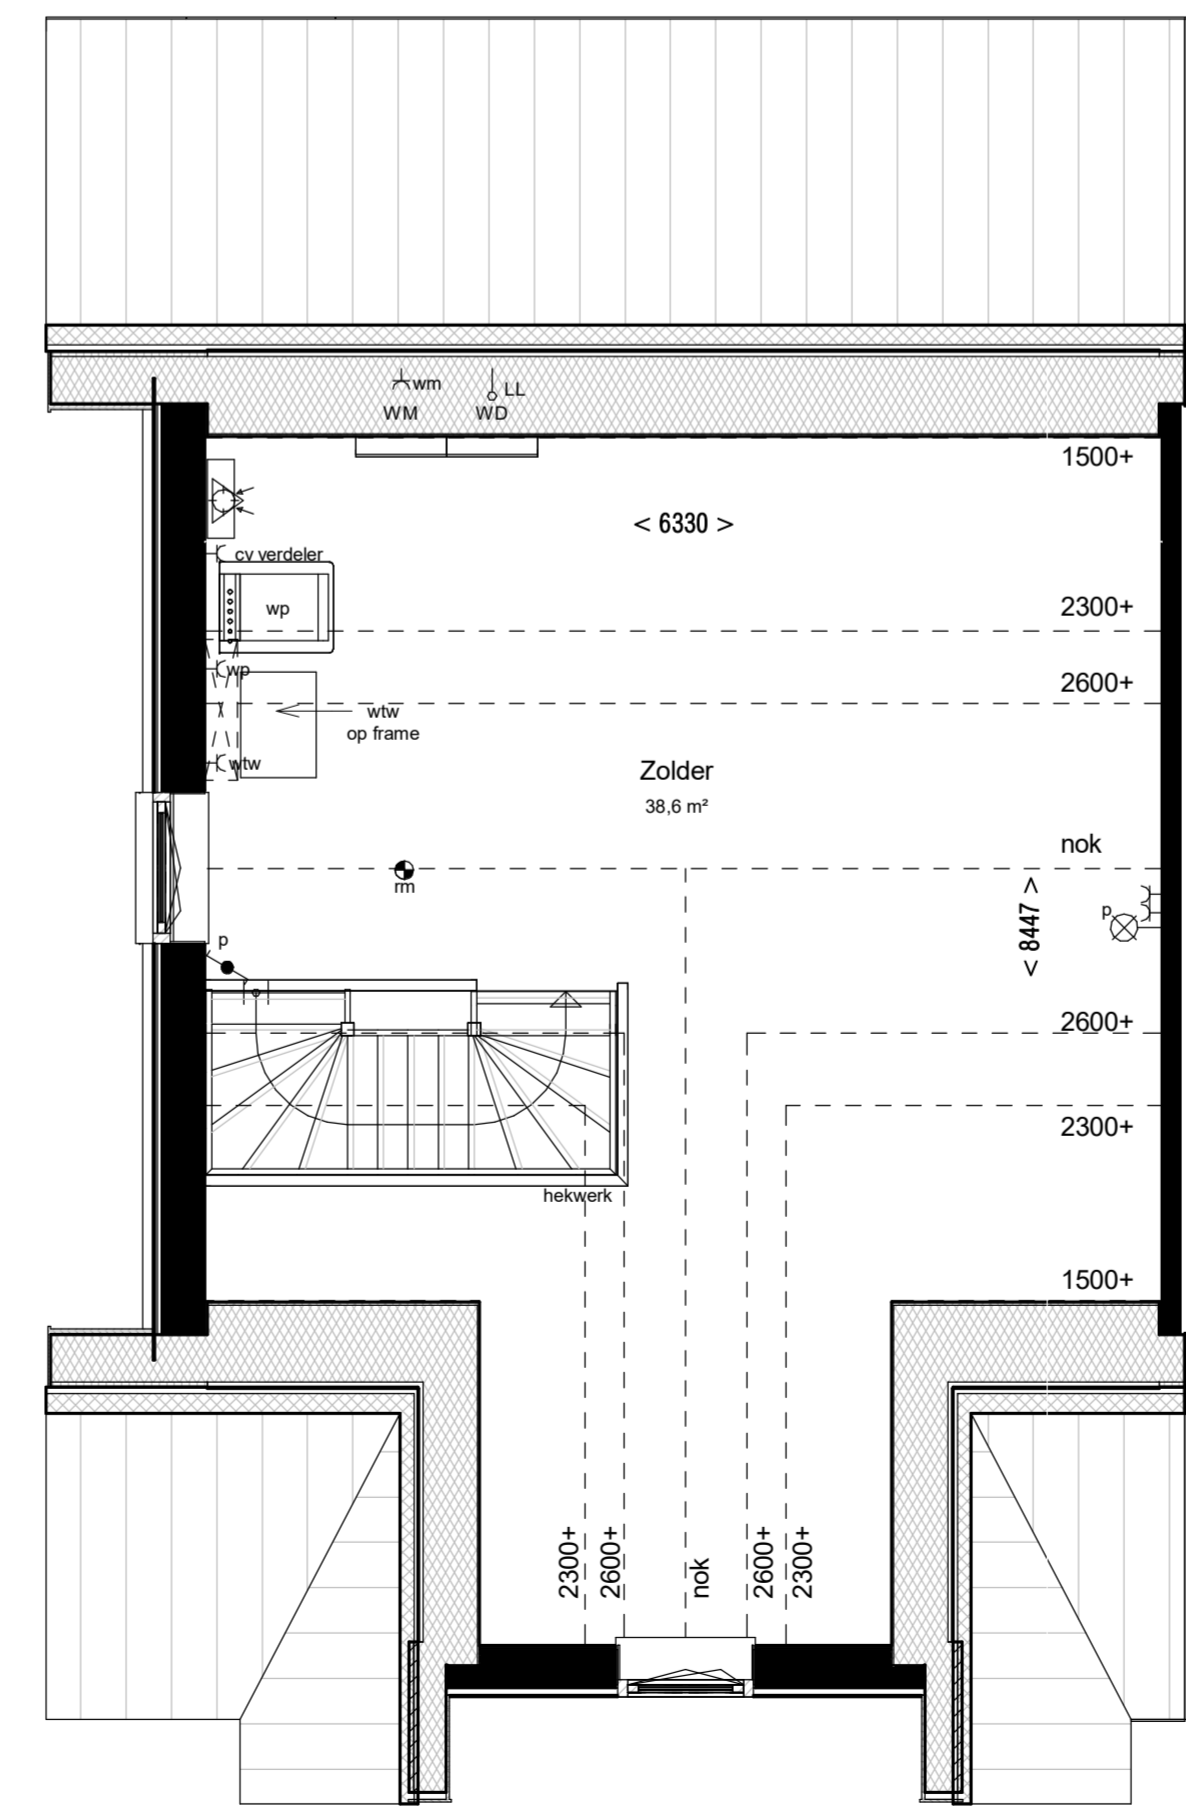 wm
LL
WM
WD
1500+
< 6330 >
cv verdeler
wp
2300+
wp
2600+
wtw
op frame
wtw
Zolder
38,6 m²
nok
rm
< 8447 >
p
p
2600+
2300+
hekwerk
1500+
2300+
2600+
nok
2600+
2300+